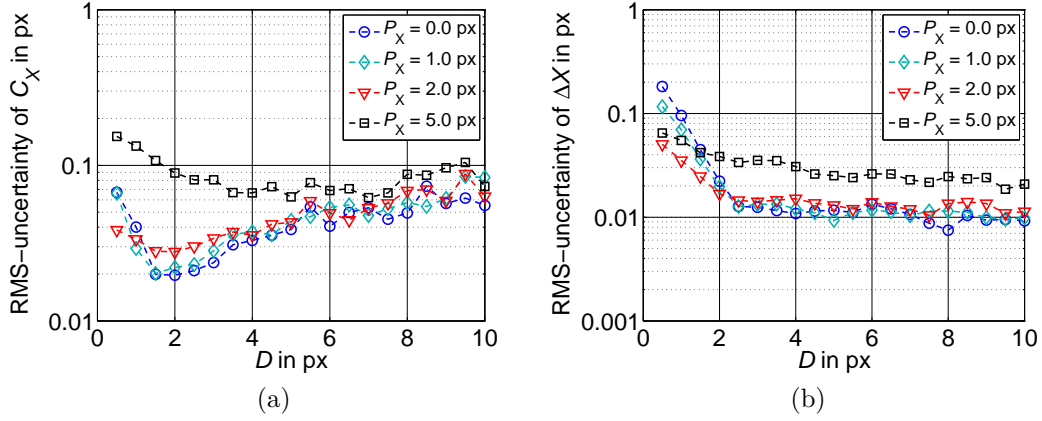 RMS−uncertainty of C_X in px
1
0.1
0.01
0 2 4 6 8 10
D in px
P_X = 0.0 px
P_X = 1.0 px
P_X = 2.0 px
P_X = 5.0 px
(a)
RMS−uncertainty of ΔX in px
1
0.1
0.01
0.001
0 2 4 6 8 10
D in px
P_X = 0.0 px
P_X = 1.0 px
P_X = 2.0 px
P_X = 5.0 px
(b)